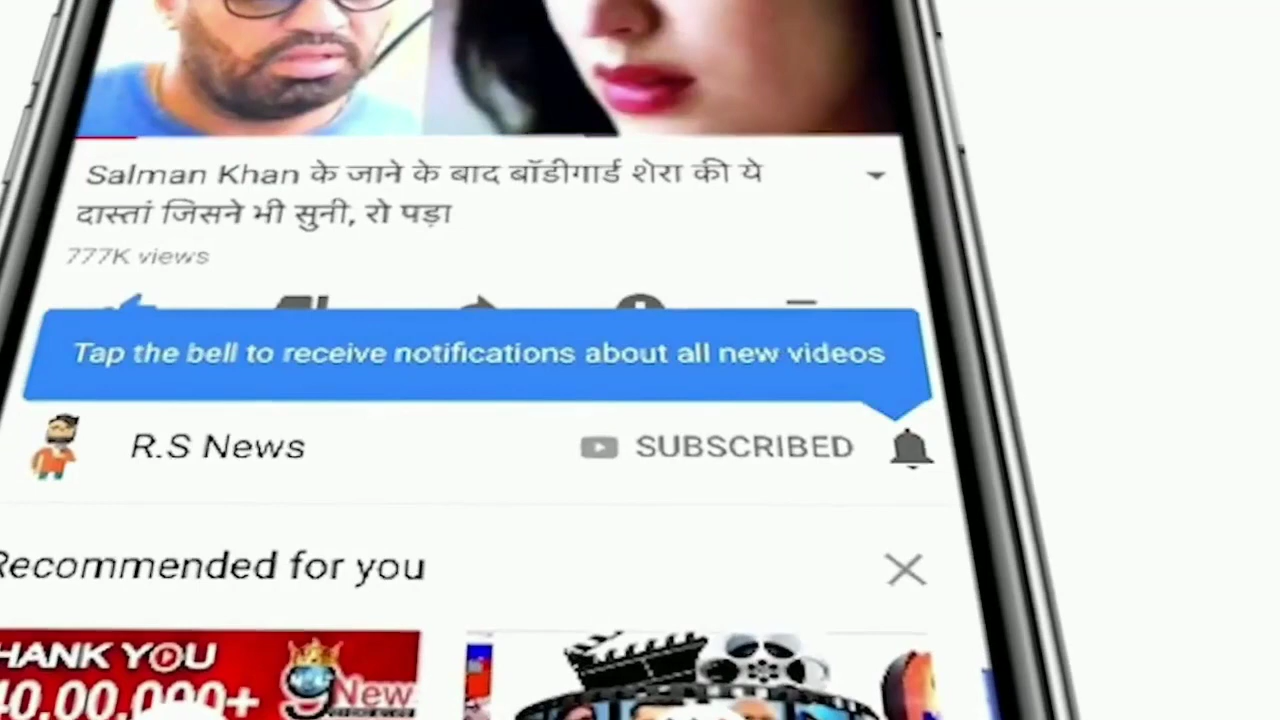 Salman Khan के जाने के बाद बॉडीगार्ड शेरा की ये
दास्तां जिसने भी सुनी, रो पड़ा
777K views
Tap the bell to receive notifications about all new videos
R.S News
SUBSCRIBED
Recommended for you
HANK YOU
40,00,000+
New